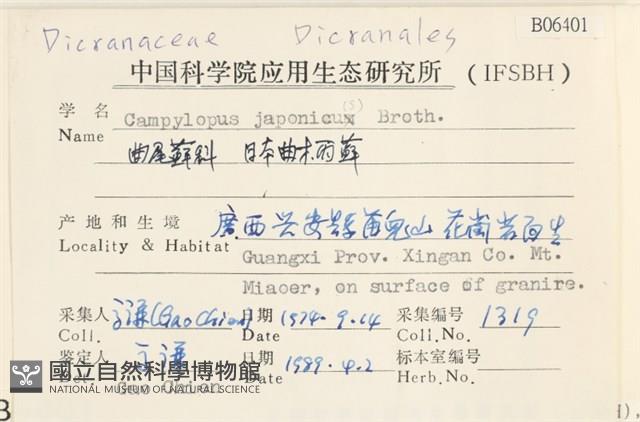 B06401
Dicranaceae Dicranales
中国科学院应用生态研究所 (IFSBH)
学名 Campylopus japonicus Broth.
Name
曲尾藓科 日本曲柄藓
产地和生境 广西兴安县苗儿山 花岗岩面生
Locality & Habitat Guangxi Prov. Xingan Co. Mt.
Miaoer, on surface of granire.
采集人 高谦(Gao Chien) 日期 1974.9.14 采集编号 1319
Coll. Date Coll.No.
鉴定人 高谦 日期 1989.4.2 标本室编号
Det. Gao Chien Date Herb.No.
國立自然科學博物館
NATIONAL MUSEUM OF NATURAL SCIENCE